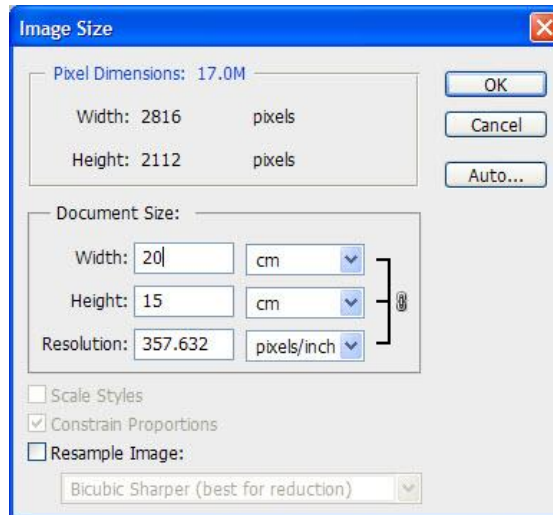 Image Size
Pixel Dimensions: 17.0M
OK
Width: 2816 pixels
Cancel
Height: 2112 pixels
Auto...
Document Size:
Width: 20 cm
Height: 15 cm
Resolution: 357.632 pixels/inch
Scale Styles
Constrain Proportions
Resample Image:
Bicubic Sharper (best for reduction)